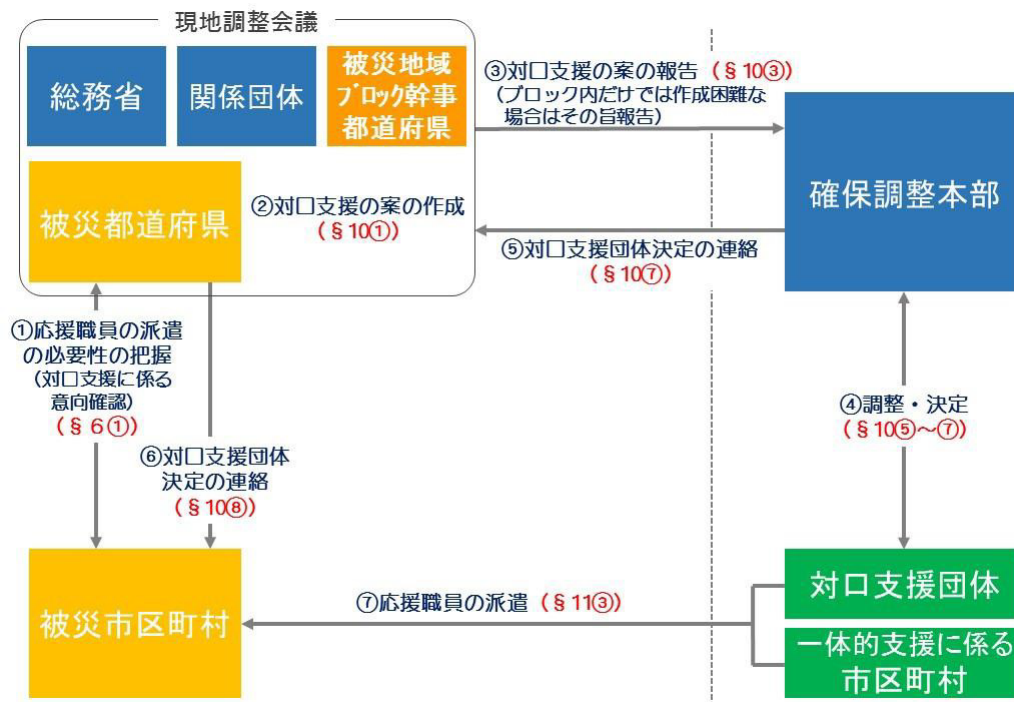 現地調整会議
総務省
関係団体
被災地域
ブロック幹事
都道府県
被災都道府県
②対口支援の案の作成
(§10①)
③対口支援の案の報告 (§10③)
(ブロック内だけでは作成困難な
場合はその旨報告)
確保調整本部
⑤対口支援団体決定の連絡
(§10⑦)
①応援職員の派遣
の必要性の把握
(対口支援に係る
意向確認)
(§6①)
⑥対口支援団体
決定の連絡
(§10⑧)
④調整・決定
(§10⑤～⑦)
被災市区町村
⑦応援職員の派遣 (§11③)
対口支援団体
一体的支援に係る
市区町村